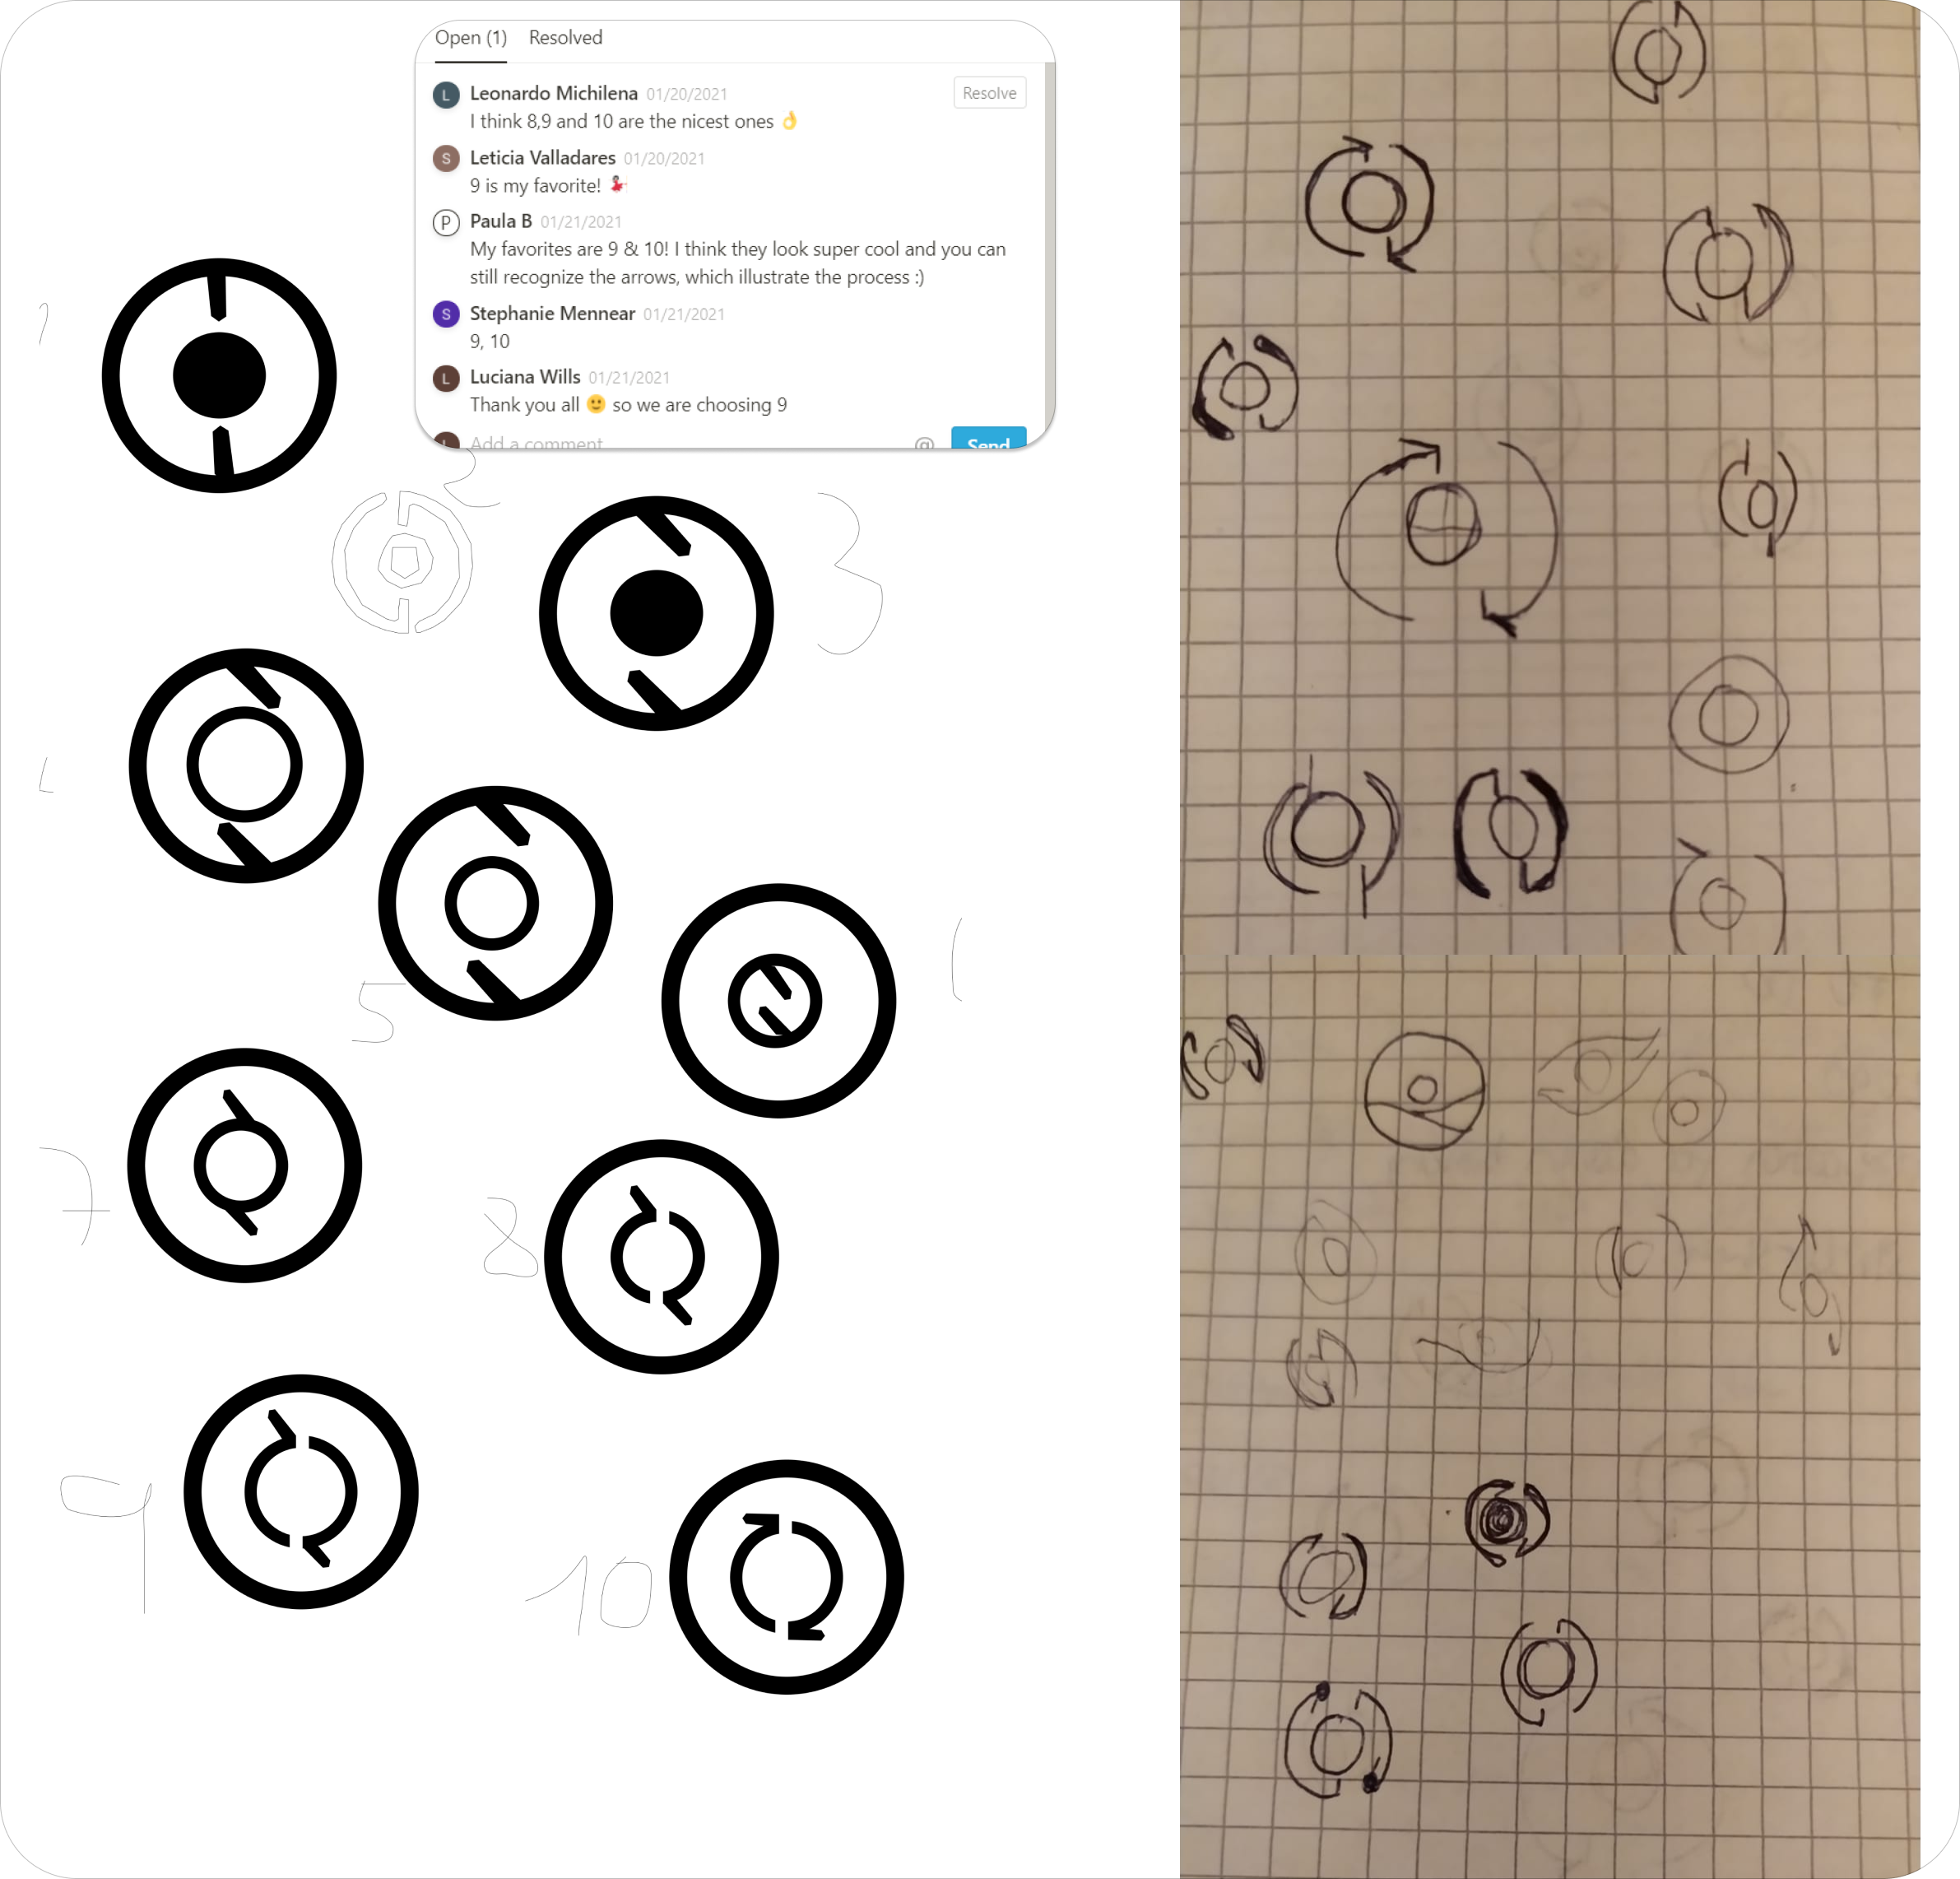 Open (1) Resolved
Leonardo Michilena 01/20/2021 Resolve
I think 8,9 and 10 are the nicest ones 👌
L
Leticia Valladares 01/20/2021
9 is my favorite! 💃
S
Paula B 01/21/2021
My favorites are 9 & 10! I think they look super cool and you can
still recognize the arrows, which illustrate the process :)
P
Stephanie Mennear 01/21/2021
9, 10
S
Luciana Wills 01/21/2021
Thank you all 🙂 so we are choosing 9
L
Add a comment @ Send
1
2
3
5
7
8
9
10